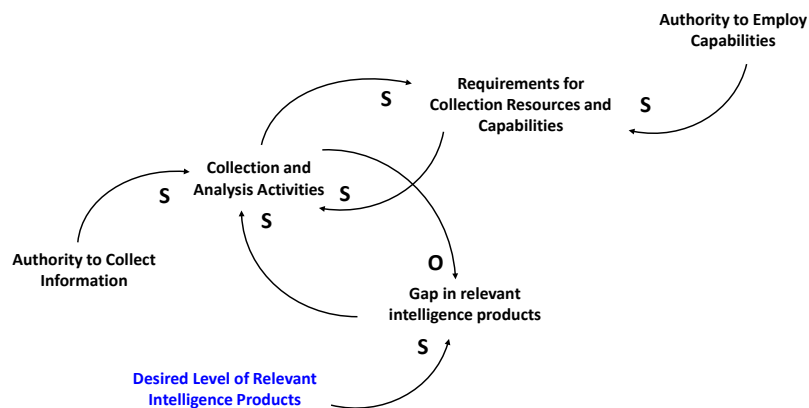 Authority to Employ
Capabilities
Requirements for
Collection Resources and
Capabilities
S
S
Collection and
Analysis Activities
S
S
S
Authority to Collect
Information
O
Gap in relevant
intelligence products
S
Desired Level of Relevant
Intelligence Products